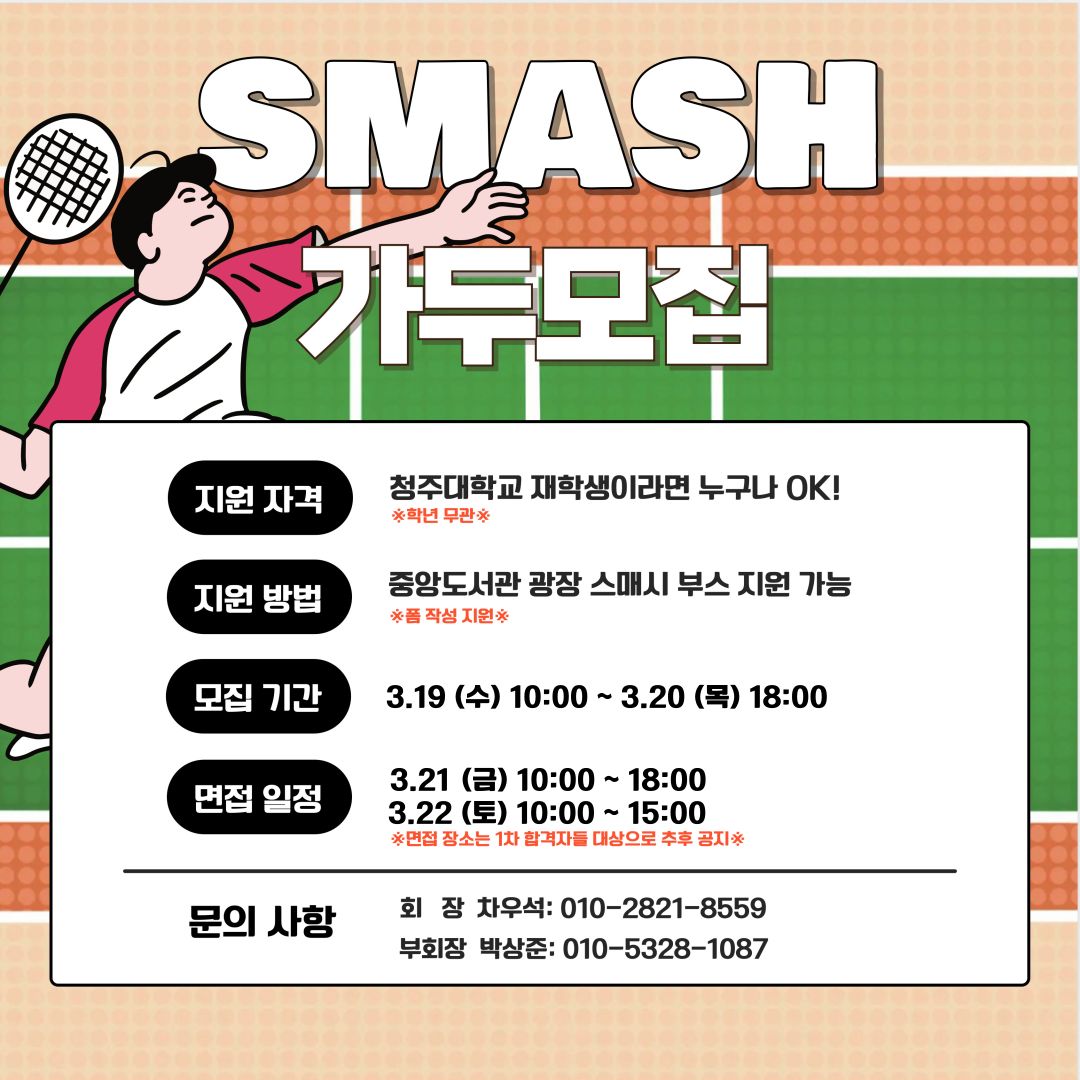 SMASH
가두모집
지원 자격
청주대학교 재학생이라면 누구나 OK!
※학년 무관※
지원 방법
중앙도서관 광장 스매시 부스 지원 가능
※폼 작성 지원※
모집 기간
3.19 (수) 10:00 ~ 3.20 (목) 18:00
면접 일정
3.21 (금) 10:00 ~ 18:00
3.22 (토) 10:00 ~ 15:00
※면접 장소는 1차 합격자들 대상으로 추후 공지※
문의 사항
회 장 차우석: 010-2821-8559
부회장 박상준: 010-5328-1087